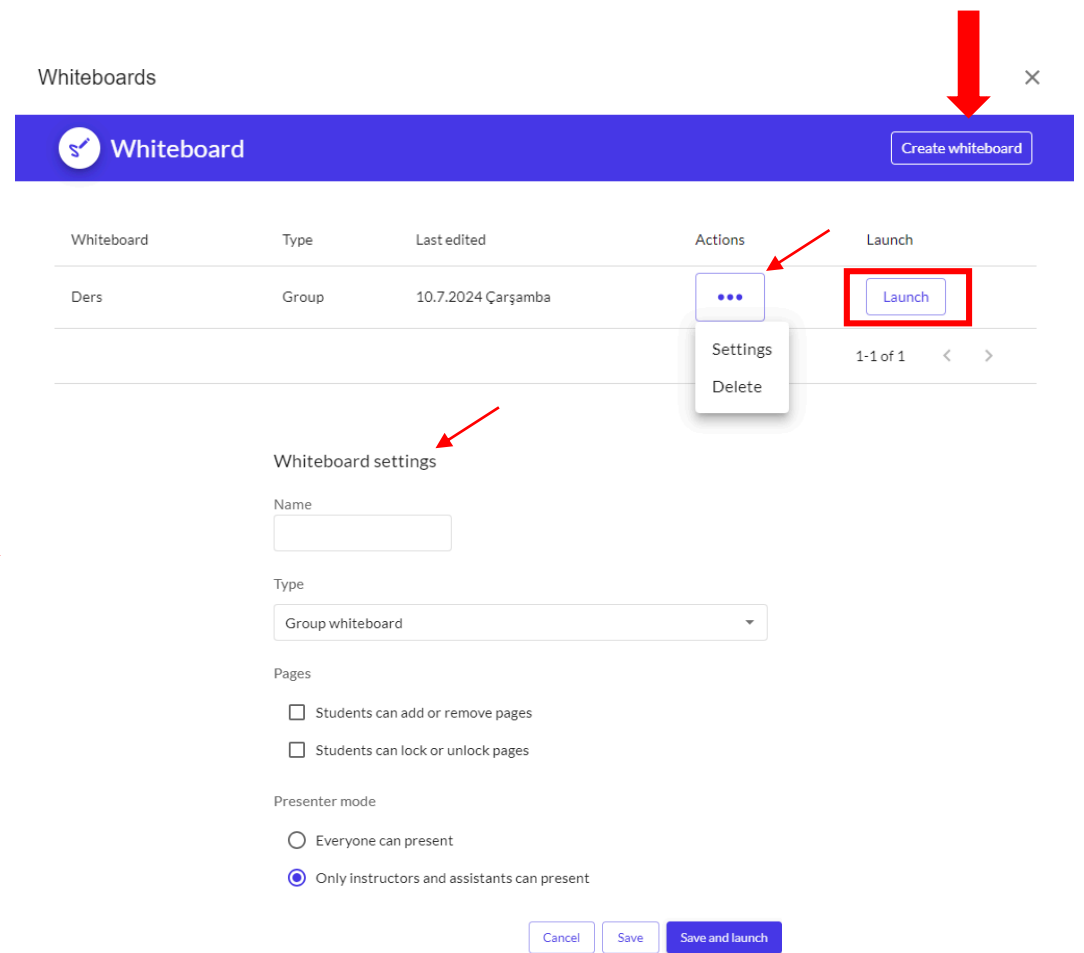 Whiteboards
Whiteboard
Create whiteboard
Whiteboard Type Last edited Actions Launch
Ders Group 10.7.2024 Çarşamba Launch
Settings
Delete
1-1 of 1
Whiteboard settings
Name
Type
Group whiteboard
Pages
Students can add or remove pages
Students can lock or unlock pages
Presenter mode
Everyone can present
Only instructors and assistants can present
Cancel Save Save and launch